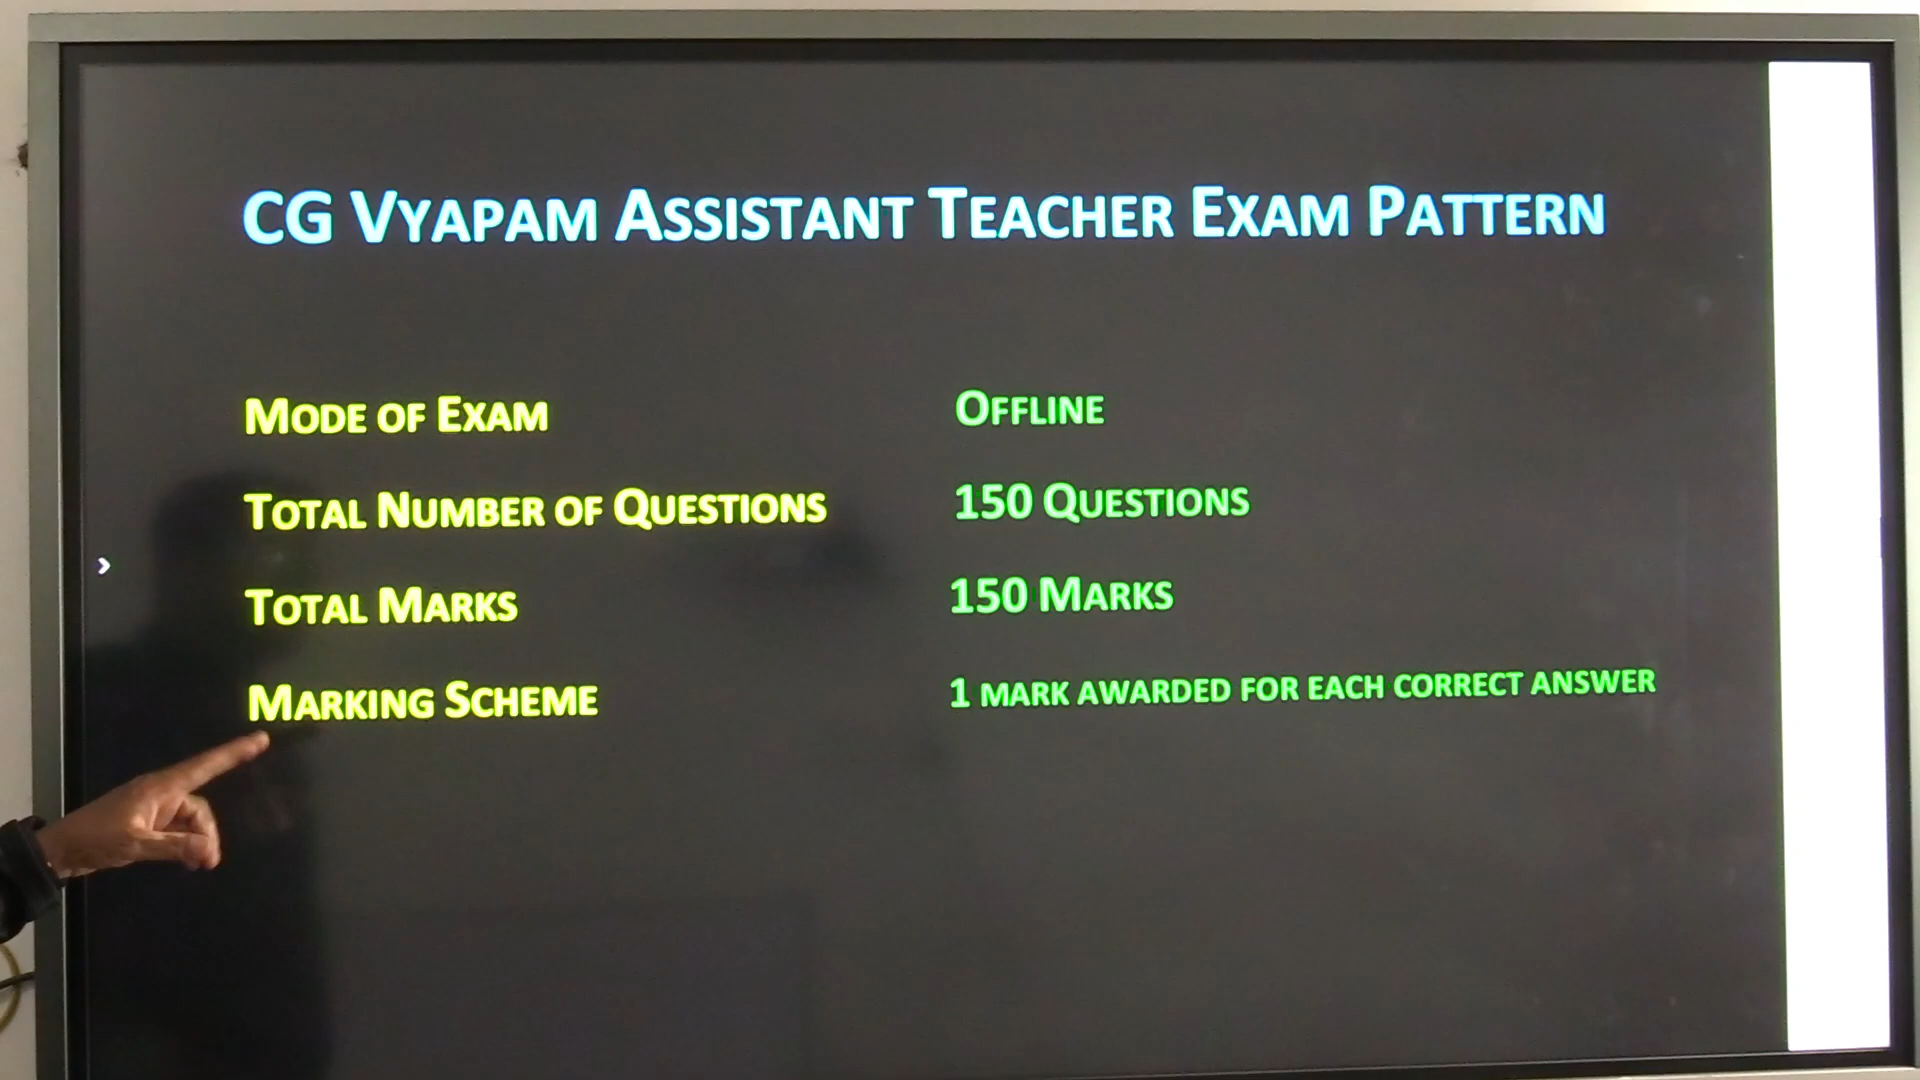 CG Vyapam Assistant Teacher Exam Pattern
Mode of Exam Offline
Total Number of Questions 150 Questions
Total Marks 150 Marks
Marking Scheme 1 mark awarded for each correct answer